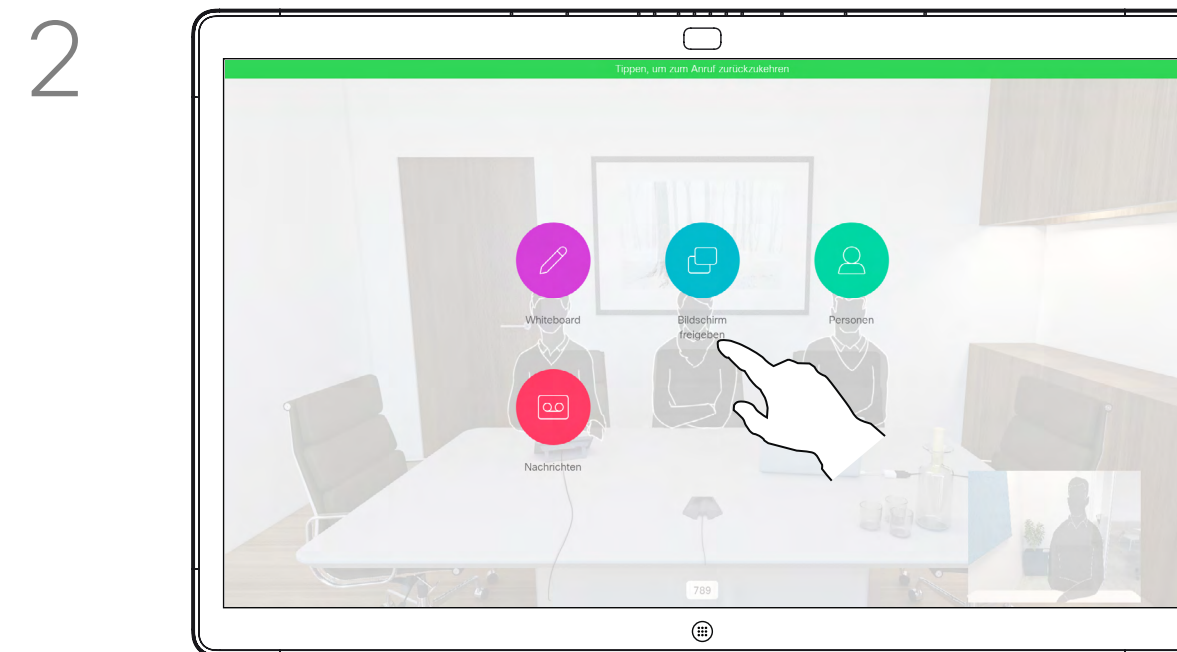 2
Tippen, um zum Anruf zurückzukehren
Whiteboard
Bildschirm
freigeben
Personen
Nachrichten
789